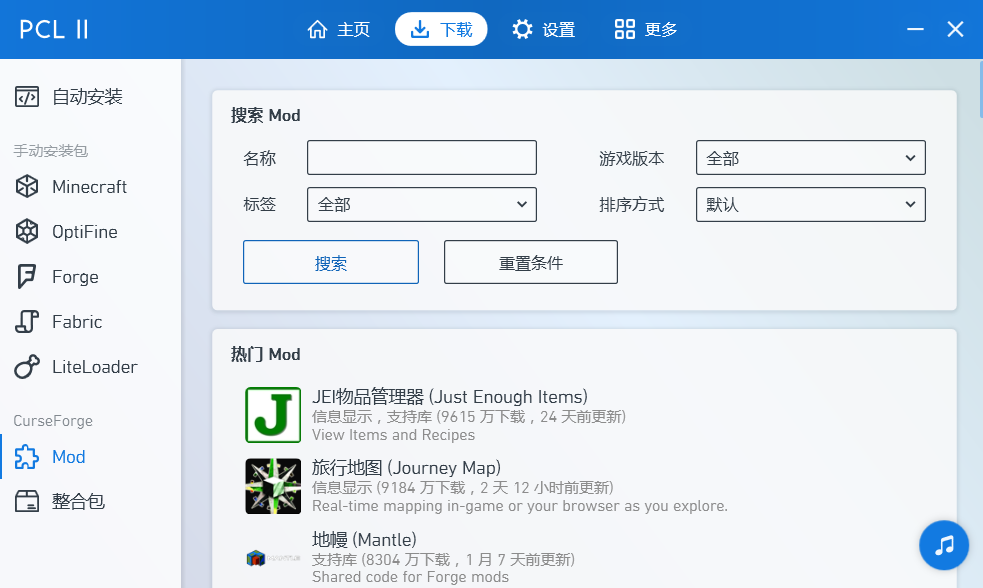 PCL II
主页
下载
设置
更多
自动安装
手动安装包
Minecraft
OptiFine
Forge
Fabric
LiteLoader
CurseForge
Mod
整合包
搜索 Mod
名称
游戏版本
全部
标签
全部
排序方式
默认
搜索
重置条件
热门 Mod
JEI物品管理器 (Just Enough Items)
信息显示，支持库 (9615 万下载，24 天前更新)
View Items and Recipes
旅行地图 (Journey Map)
信息显示 (9184 万下载，2 天 12 小时前更新)
Real-time mapping in-game or your browser as you explore.
地幔 (Mantle)
支持库 (8304 万下载，1 月 7 天前更新)
Shared code for Forge mods